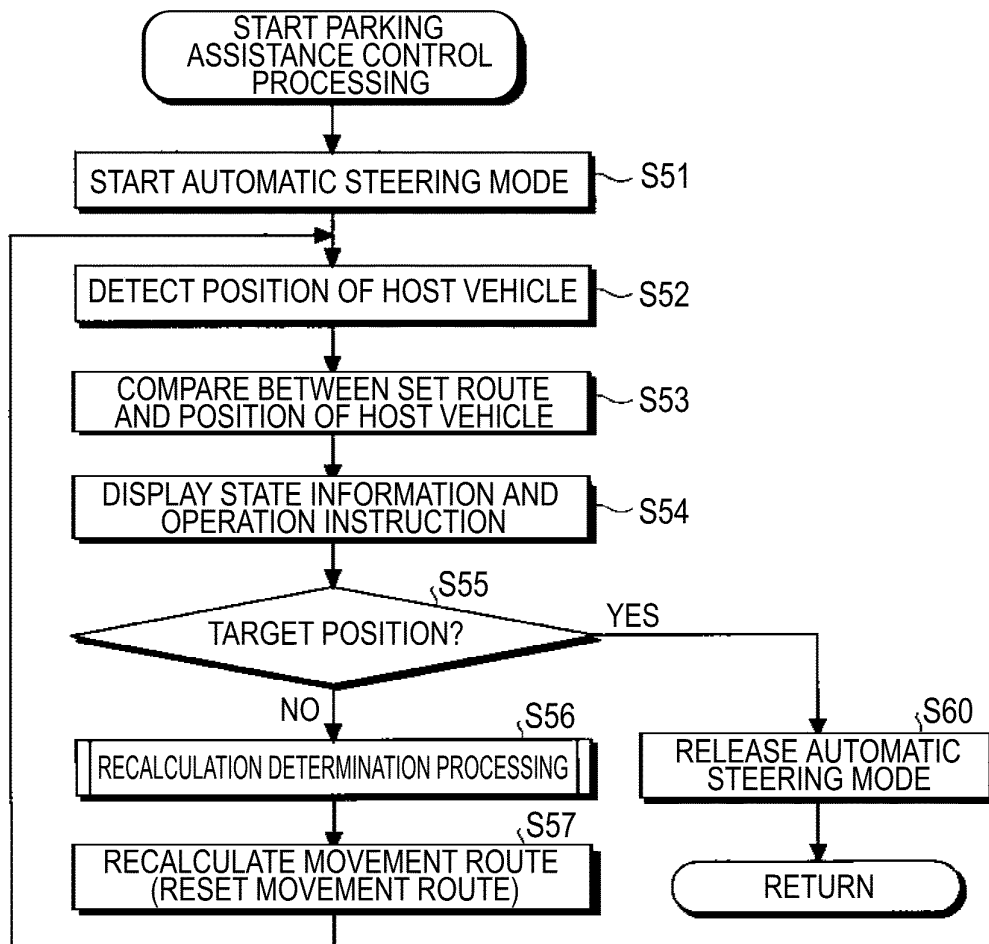 START PARKING
ASSISTANCE CONTROL
PROCESSING
START AUTOMATIC STEERING MODE
S51
DETECT POSITION OF HOST VEHICLE
S52
COMPARE BETWEEN SET ROUTE
AND POSITION OF HOST VEHICLE
S53
DISPLAY STATE INFORMATION AND
OPERATION INSTRUCTION
S54
S55
TARGET POSITION?
YES
NO
S56
RECALCULATION DETERMINATION PROCESSING
S60
RELEASE AUTOMATIC
STEERING MODE
S57
RECALCULATE MOVEMENT ROUTE
(RESET MOVEMENT ROUTE)
RETURN